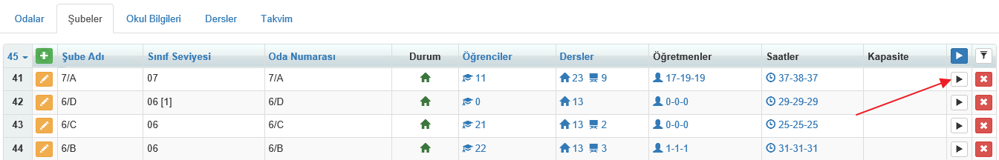 Odalar Şubeler Okul Bilgileri Dersler Takvim
45 Şube Adı Sınıf Seviyesi Oda Numarası Durum Öğrenciler Dersler Öğretmenler Saatler Kapasite
41 7/A 07 7/A 11 23 9 17-19-19 37-38-37
42 6/D 06 [1] 6/D 0 13 0-0-0 29-29-29
43 6/C 06 6/C 21 13 2 0-0-0 25-25-25
44 6/B 06 6/B 22 13 3 1-1-1 31-31-31